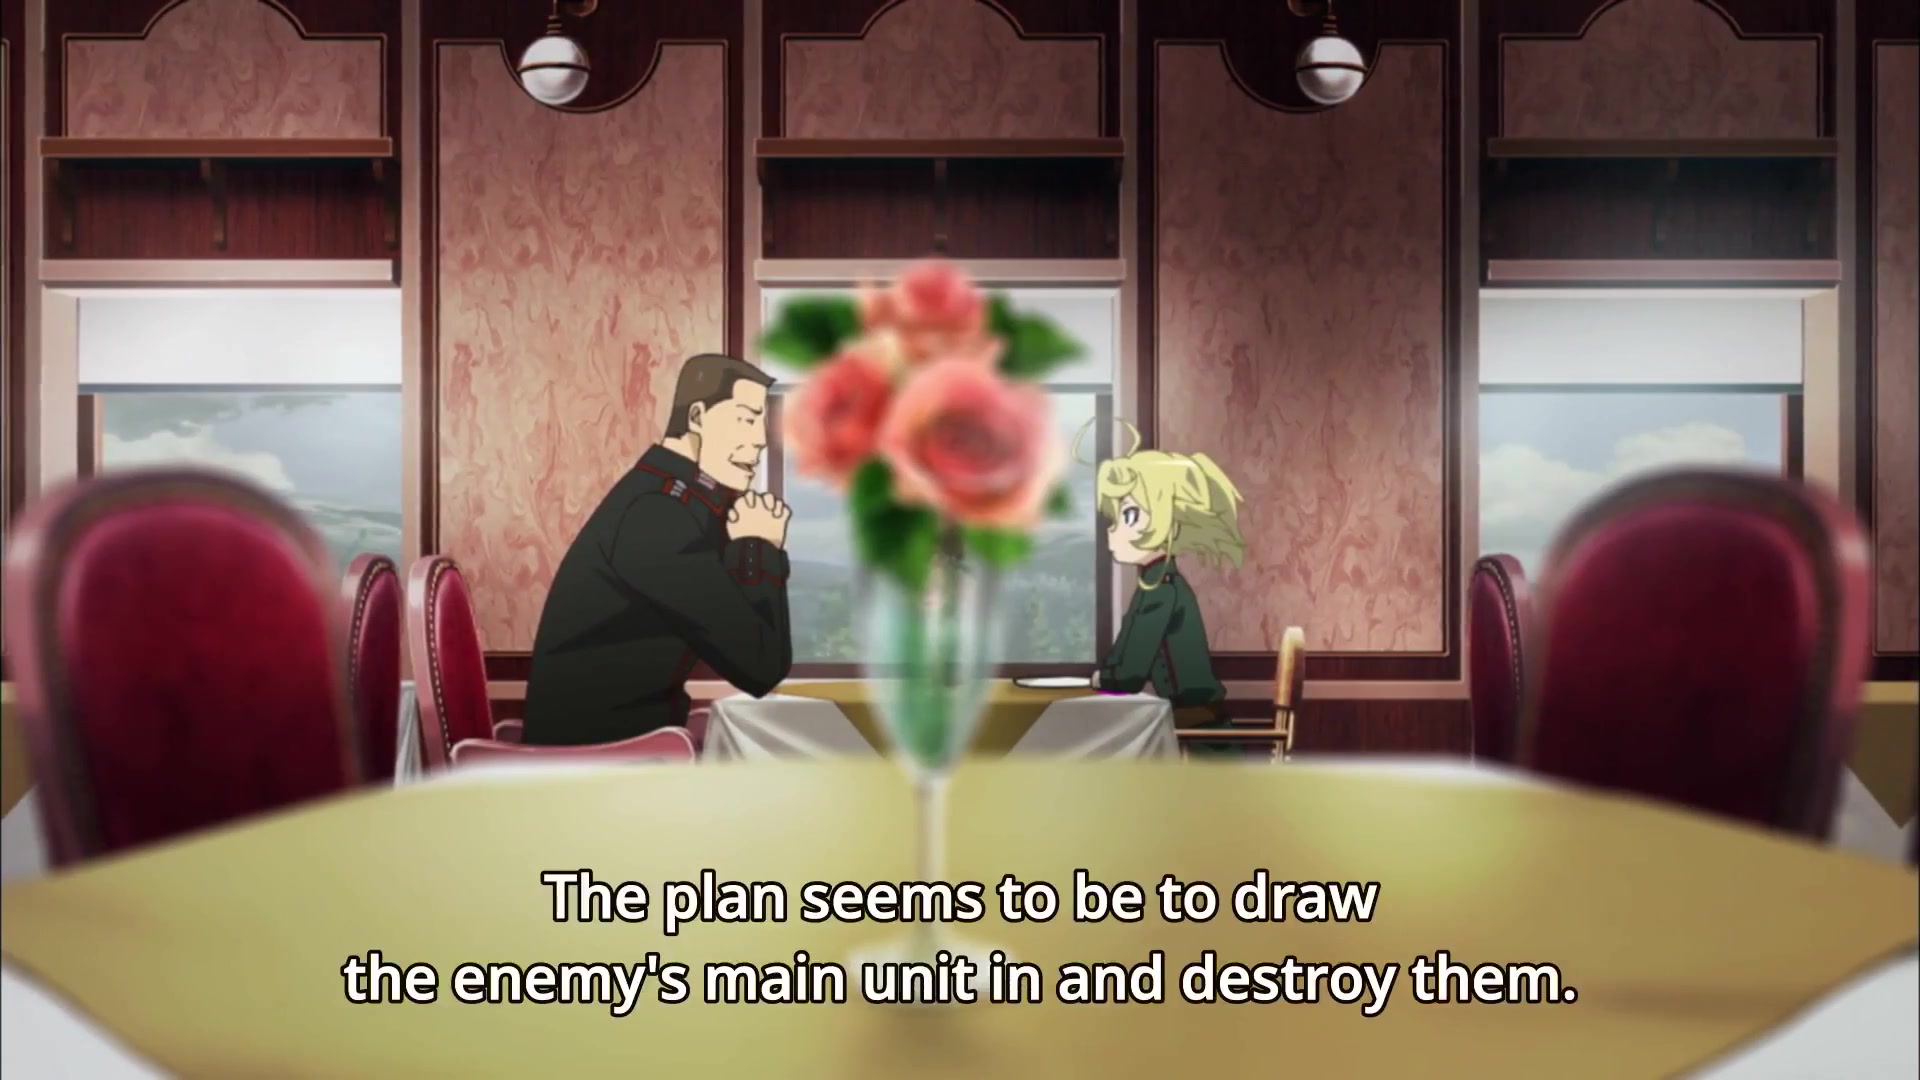 The plan seems to be to draw
the enemy's main unit in and destroy them.